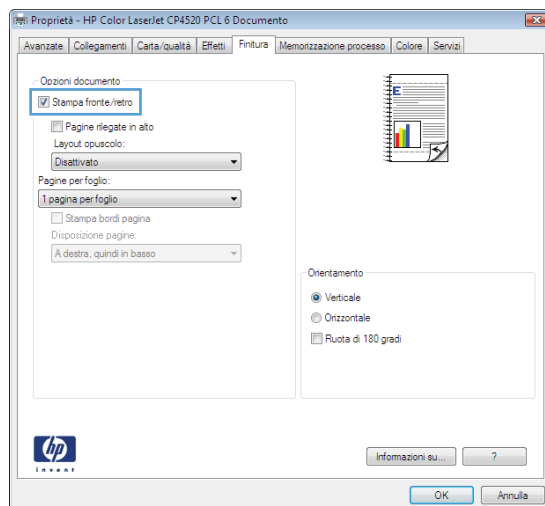 Proprietà - HP Color LaserJet CP4520 PCL 6 Documento
Avanzate Collegamenti Carta/qualità Effetti Finitura Memorizzazione processo Colore Servizi
Opzioni documento
Stampa fronte/retro
Pagine rilegate in alto
Layout opuscolo:
Disattivato
Pagine per foglio:
1 pagina per foglio
Stampa bordi pagina
Disposizione pagine:
A destra, quindi in basso
E
Orientamento
Verticale
Orizzontale
Ruota di 180 gradi
hp
invent
Informazioni su... ?
OK Annulla